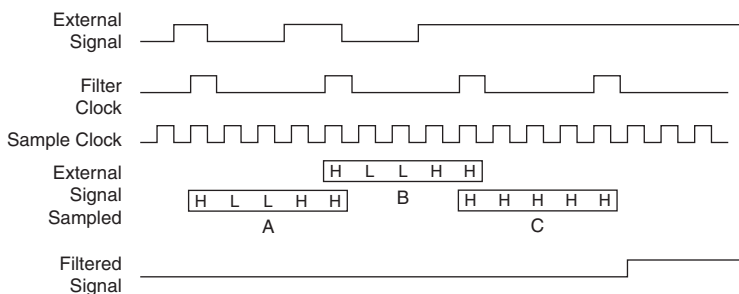 External
Signal
Filter
Clock
Sample Clock
External
Signal
Sampled
H L L H H
B
H L L H H
A
H H H H H
C
Filtered
Signal